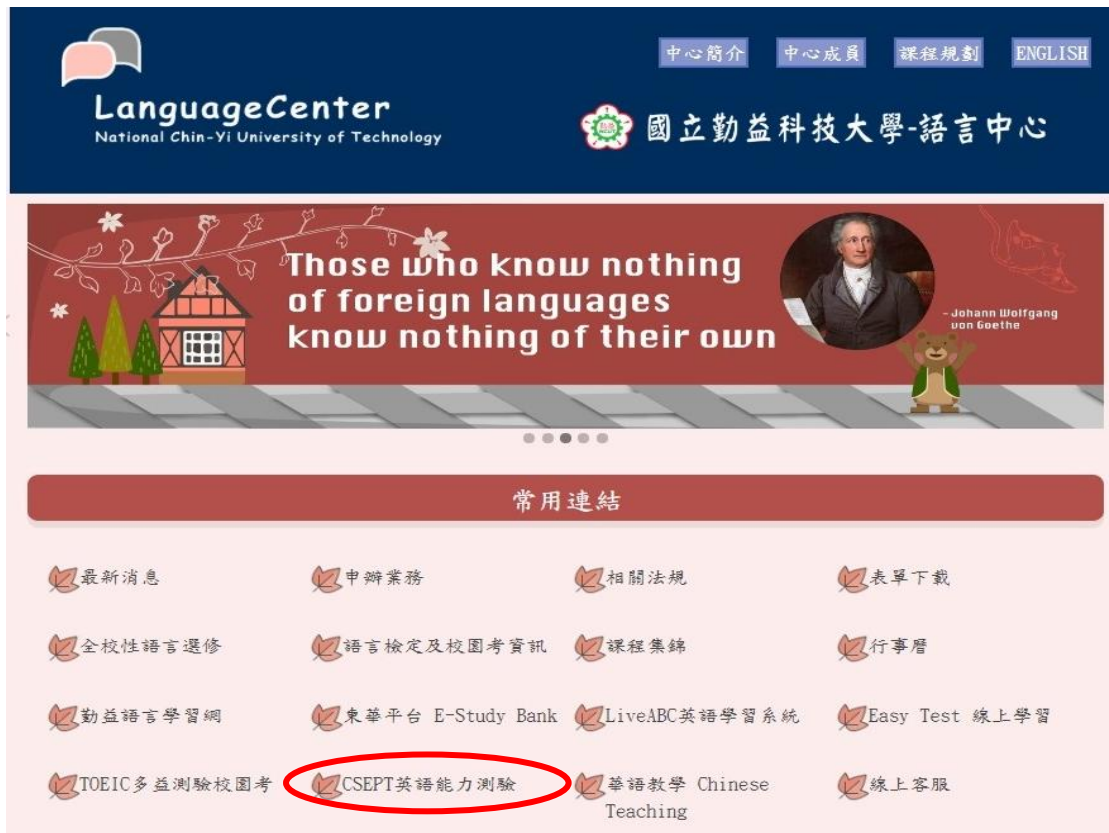 中心簡介 中心成員 課程規劃 ENGLISH
LanguageCenter
National Chin-Yi University of Technology
國立勤益科技大學-語言中心
Those who know nothing
of foreign languages
know nothing of their own
- Johann Wolfgang
von Goethe
常用連結
最新消息 申辦業務 相關法規 表單下載
全校性語言選修 語言檢定及校園考資訊 課程集錦 行事曆
勤益語言學習網 東華平台 E-Study Bank LiveABC英語學習系統 Easy Test 線上學習
TOEIC多益測驗校園考 CSEPT英語能力測驗 華語教學 Chinese 線上客服
Teaching